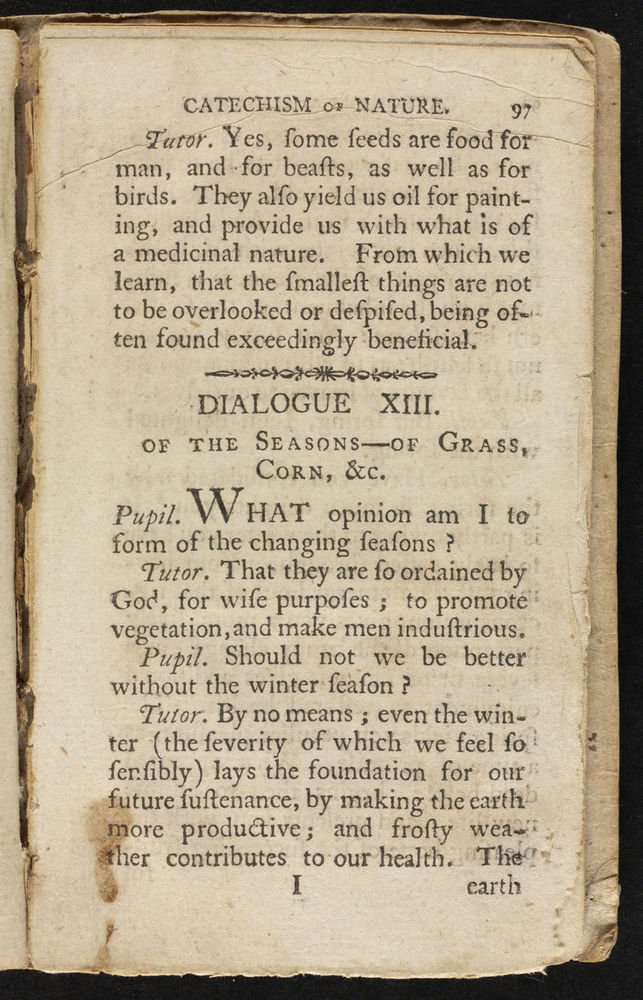 CATECHISM OF NATURE. 97
Tutor. Yes, ſome ſeeds are food for
man, and for beaſts, as well as for
birds. They alſo yield us oil for paint-
ing, and provide us with what is of
a medicinal nature. From which we
learn, that the ſmalleſt things are not
to be overlooked or deſpiſed, being of-
ten found exceedingly beneficial.
DIALOGUE XIII.
OF THE SEASONS—OF GRASS,
CORN, &c.
Pupil. WHAT opinion am I to
form of the changing ſeaſons ?
Tutor. That they are ſo ordained by
God, for wiſe purpoſes ; to promote
vegetation, and make men induſtrious.
Pupil. Should not we be better
without the winter ſeaſon ?
Tutor. By no means ; even the win-
ter (the ſeverity of which we feel ſo
ſenſibly) lays the foundation for our
future ſuſtenance, by making the earth
more productive; and froſty wea-
ther contributes to our health. The
I earth